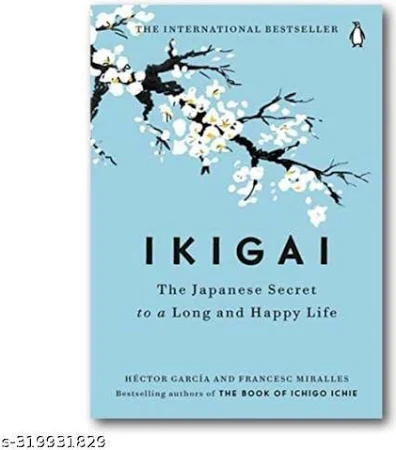 THE INTERNATIONAL BESTSELLER
IKIGAI
The Japanese Secret
to a Long and Happy Life
HÉCTOR GARCÍA AND FRANCESC MIRALLES
Bestselling authors of THE BOOK OF ICHIGO ICHIE
s-319931829